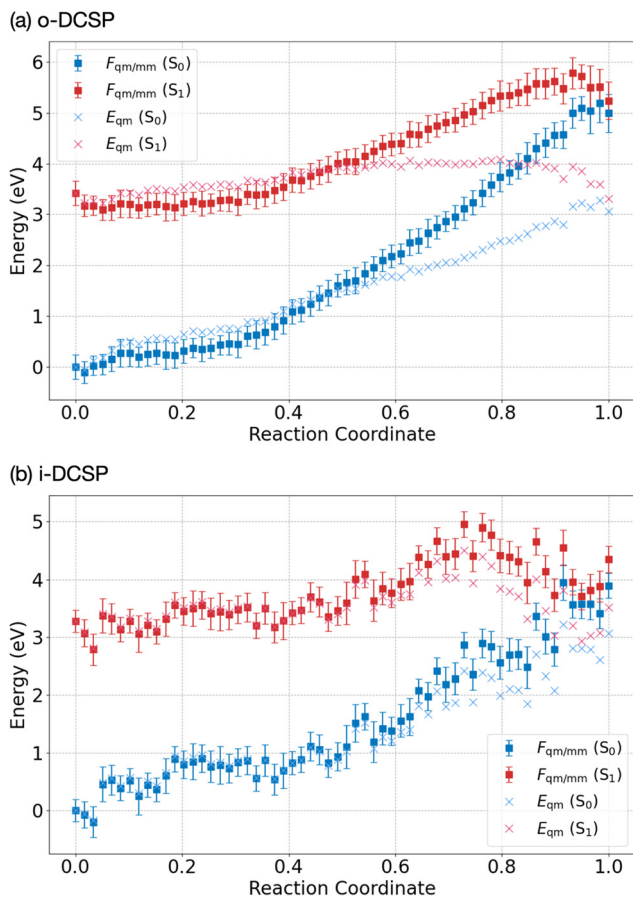 (a) o-DCSP
6
5
4
3
2
1
0
Energy (eV)
F_qm/mm (S_0)
F_qm/mm (S_1)
E_qm (S_0)
E_qm (S_1)
0.0 0.2 0.4 0.6 0.8 1.0
Reaction Coordinate
(b) i-DCSP
5
4
3
2
1
0
Energy (eV)
F_qm/mm (S_0)
F_qm/mm (S_1)
E_qm (S_0)
E_qm (S_1)
0.0 0.2 0.4 0.6 0.8 1.0
Reaction Coordinate